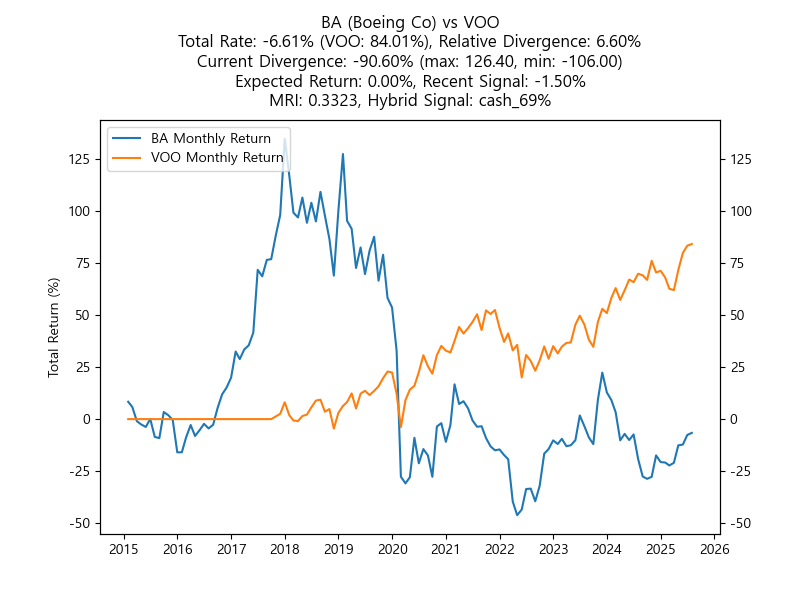 BA (Boeing Co) vs VOO
Total Rate: -6.61% (VOO: 84.01%), Relative Divergence: 6.60%
Current Divergence: -90.60% (max: 126.40, min: -106.00)
Expected Return: 0.00%, Recent Signal: -1.50%
MRI: 0.3323, Hybrid Signal: cash_69%
BA Monthly Return
VOO Monthly Return
Total Return (%)
125
100
75
50
25
0
-25
-50
125
100
75
50
25
0
-25
-50
2015 2016 2017 2018 2019 2020 2021 2022 2023 2024 2025 2026